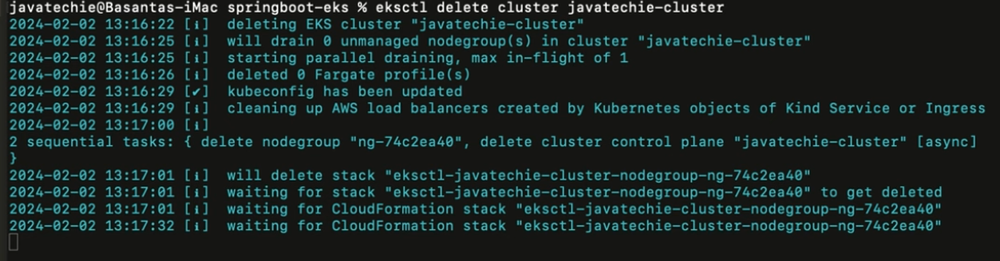 javatechie@Basantas-iMac springboot-eks % eksctl delete cluster javatechie-cluster
2024-02-02 13:16:22 [ℹ]  deleting EKS cluster "javatechie-cluster"
2024-02-02 13:16:25 [ℹ]  will drain 0 unmanaged nodegroup(s) in cluster "javatechie-cluster"
2024-02-02 13:16:25 [ℹ]  starting parallel draining, max in-flight of 1
2024-02-02 13:16:26 [ℹ]  deleted 0 Fargate profile(s)
2024-02-02 13:16:29 [✔]  kubeconfig has been updated
2024-02-02 13:16:29 [ℹ]  cleaning up AWS load balancers created by Kubernetes objects of Kind Service or Ingress
2024-02-02 13:17:00 [ℹ]
2 sequential tasks: { delete nodegroup "ng-74c2ea40", delete cluster control plane "javatechie-cluster" [async]
}
2024-02-02 13:17:01 [ℹ]  will delete stack "eksctl-javatechie-cluster-nodegroup-ng-74c2ea40"
2024-02-02 13:17:01 [ℹ]  waiting for stack "eksctl-javatechie-cluster-nodegroup-ng-74c2ea40" to get deleted
2024-02-02 13:17:01 [ℹ]  waiting for CloudFormation stack "eksctl-javatechie-cluster-nodegroup-ng-74c2ea40"
2024-02-02 13:17:32 [ℹ]  waiting for CloudFormation stack "eksctl-javatechie-cluster-nodegroup-ng-74c2ea40"